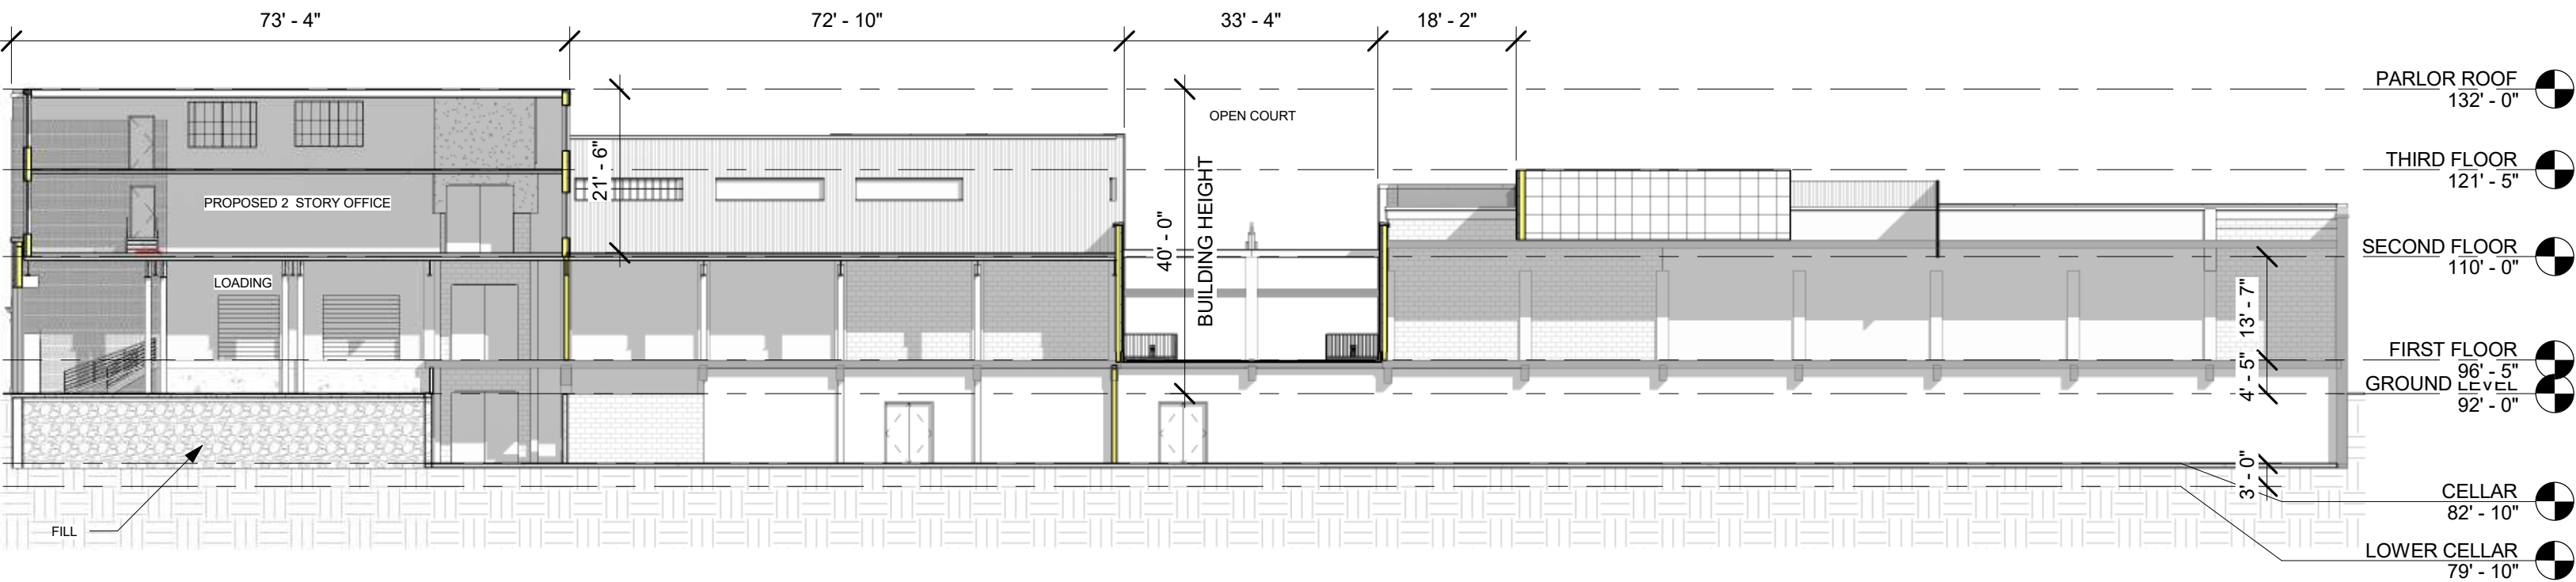 73' - 4"
72' - 10"
33' - 4"
18' - 2"
PARLOR ROOF
132' - 0"
OPEN COURT
THIRD FLOOR
121' - 5"
21' - 6"
PROPOSED 2 STORY OFFICE
40' - 0"
BUILDING HEIGHT
SECOND FLOOR
110' - 0"
LOADING
13' - 7"
FIRST FLOOR
96' - 5"
4' - 5"
GROUND LEVEL
92' - 0"
3' - 0"
CELLAR
82' - 10"
FILL
LOWER CELLAR
79' - 10"